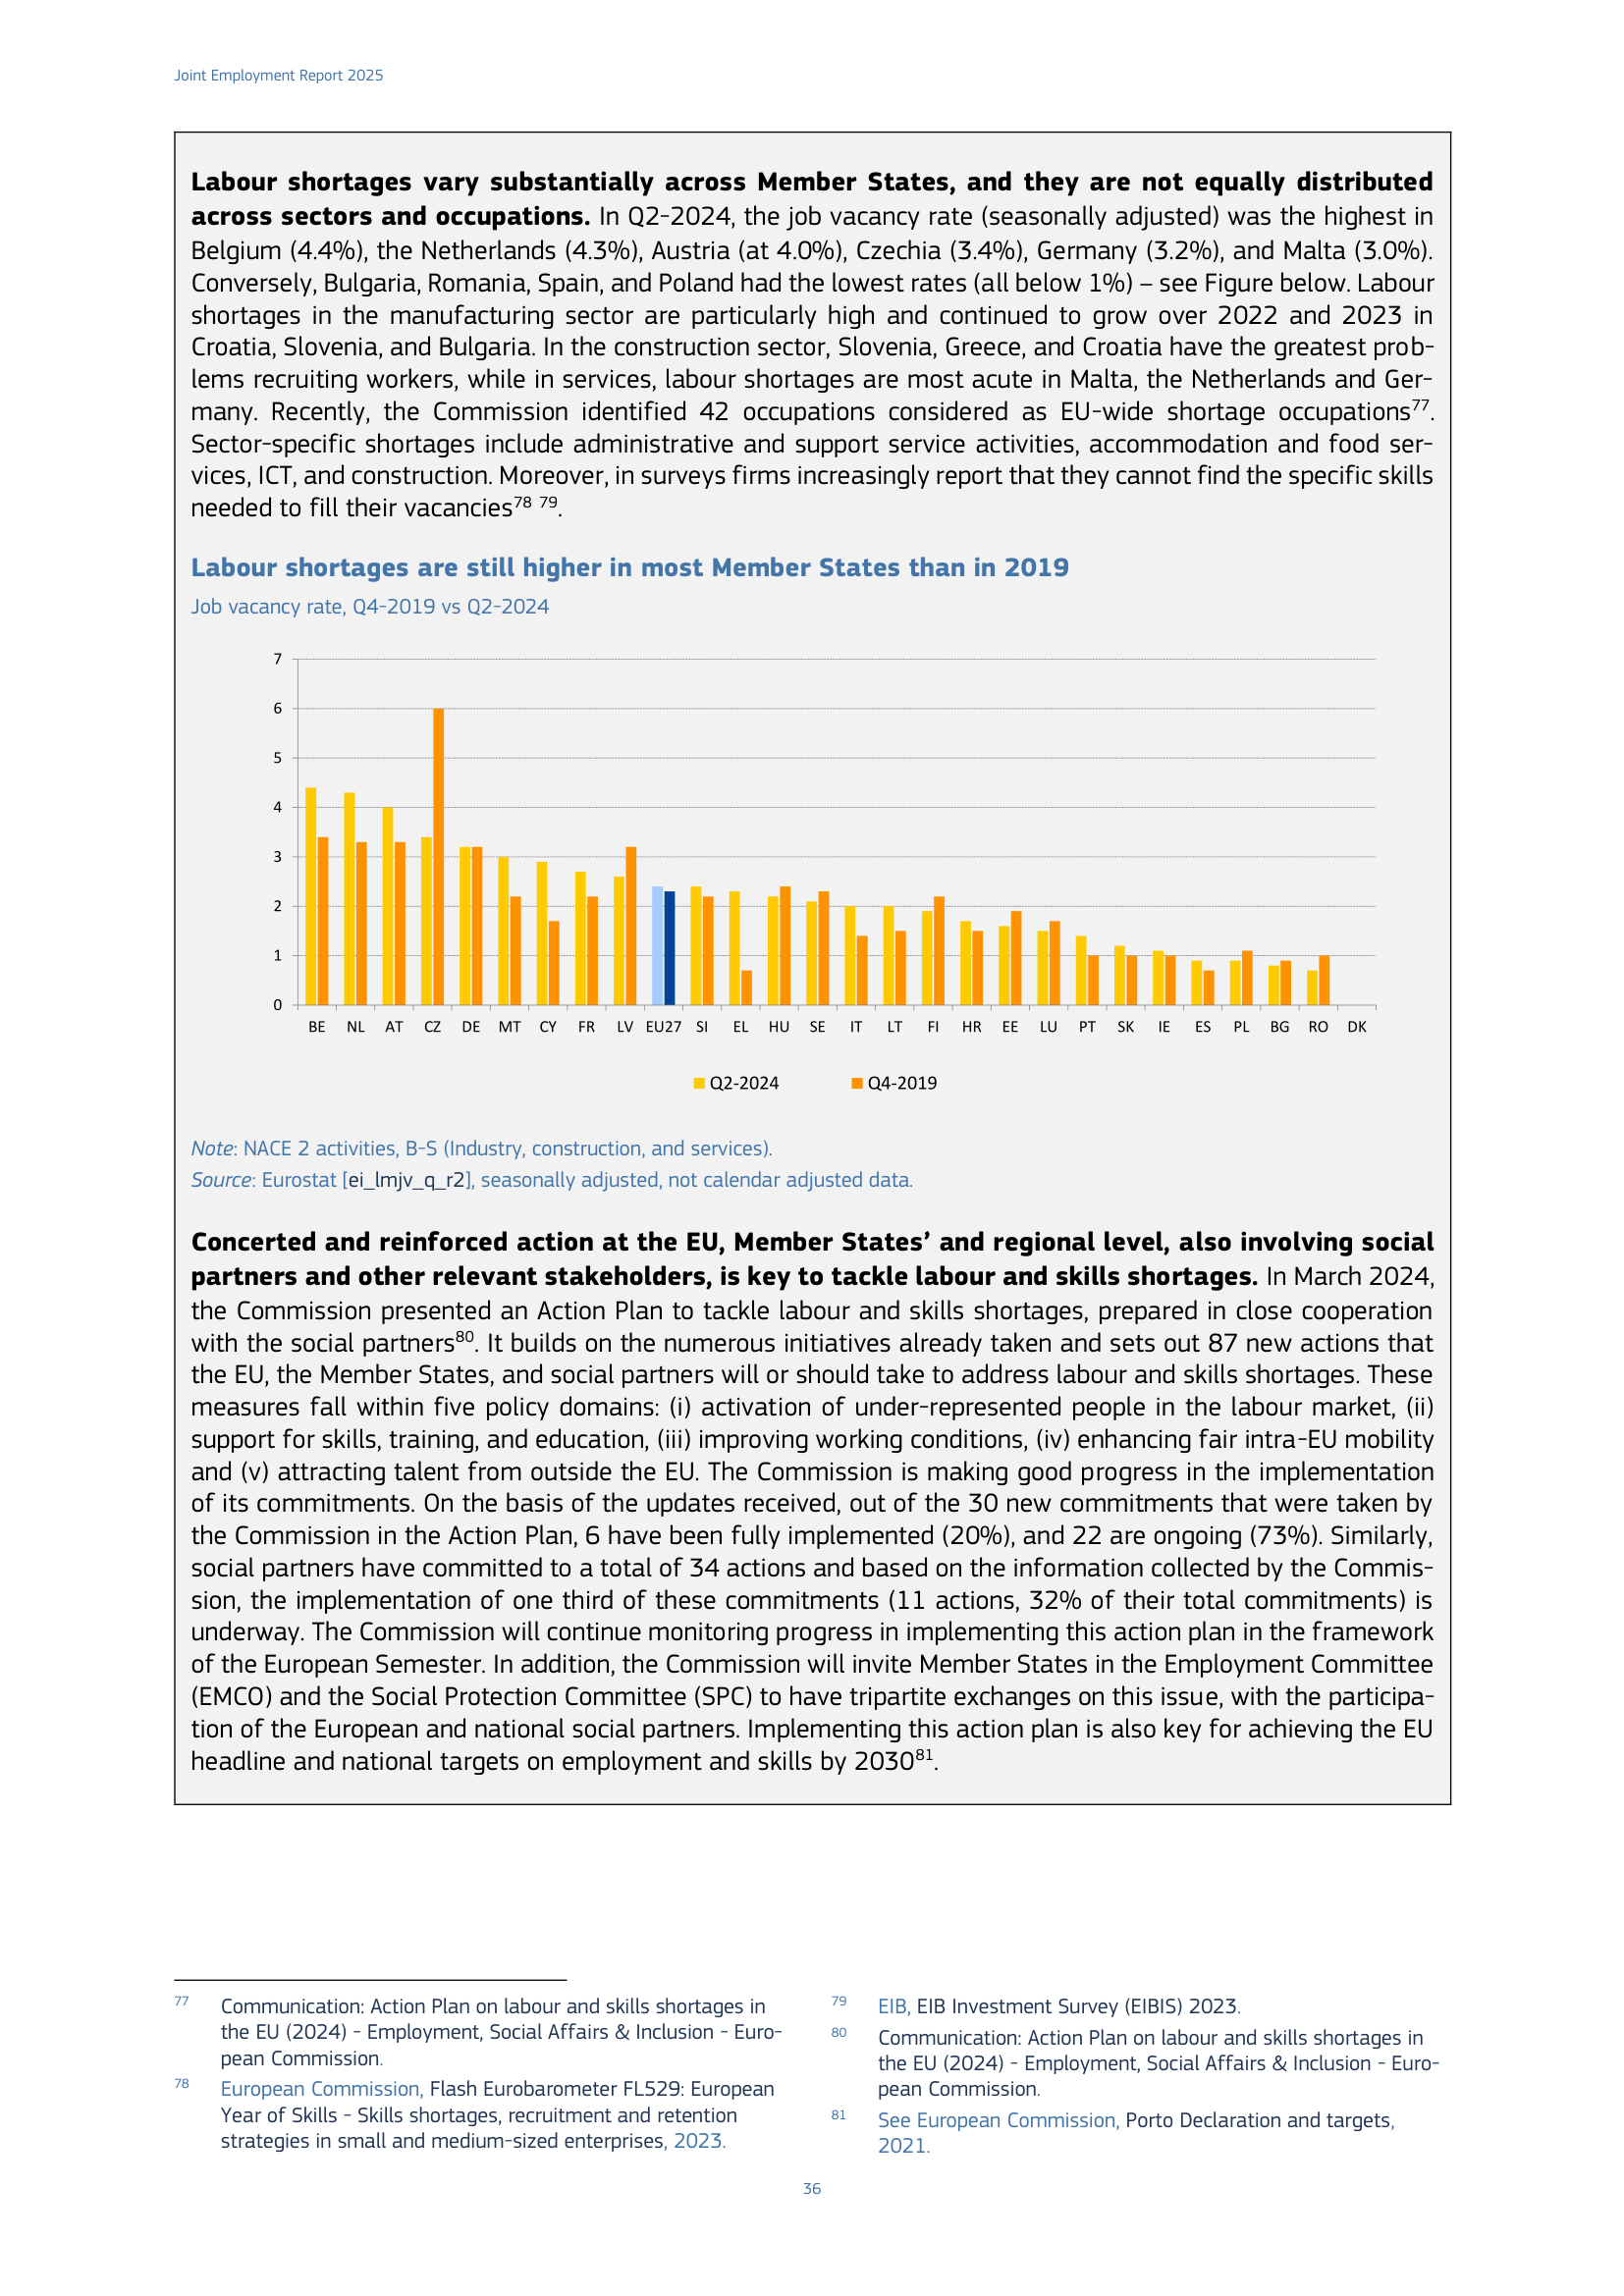 Joint Employment Report 2025
Labour shortages vary substantially across Member States, and they are not equally distributed
across sectors and occupations. In Q2-2024, the job vacancy rate (seasonally adjusted) was the highest in
Belgium (4.4%), the Netherlands (4.3%), Austria (at 4.0%), Czechia (3.4%), Germany (3.2%), and Malta (3.0%).
Conversely, Bulgaria, Romania, Spain, and Poland had the lowest rates (all below 1%) – see Figure below. Labour
shortages in the manufacturing sector are particularly high and continued to grow over 2022 and 2023 in
Croatia, Slovenia, and Bulgaria. In the construction sector, Slovenia, Greece, and Croatia have the greatest prob-
lems recruiting workers, while in services, labour shortages are most acute in Malta, the Netherlands and Ger-
many. Recently, the Commission identified 42 occupations considered as EU-wide shortage occupations77.
Sector-specific shortages include administrative and support service activities, accommodation and food ser-
vices, ICT, and construction. Moreover, in surveys firms increasingly report that they cannot find the specific skills
needed to fill their vacancies78 79.
Labour shortages are still higher in most Member States than in 2019
Job vacancy rate, Q4-2019 vs Q2-2024
7
6
5
4
3
2
1
0
BE NL AT CZ DE MT CY FR LV EU27 SI EL HU SE IT LT FI HR EE LU PT SK IE ES PL BG RO DK
Q2-2024 Q4-2019
Note: NACE 2 activities, B-S (Industry, construction, and services).
Source: Eurostat [ei_lmjv_q_r2], seasonally adjusted, not calendar adjusted data.
Concerted and reinforced action at the EU, Member States’ and regional level, also involving social
partners and other relevant stakeholders, is key to tackle labour and skills shortages. In March 2024,
the Commission presented an Action Plan to tackle labour and skills shortages, prepared in close cooperation
with the social partners80. It builds on the numerous initiatives already taken and sets out 87 new actions that
the EU, the Member States, and social partners will or should take to address labour and skills shortages. These
measures fall within five policy domains: (i) activation of under-represented people in the labour market, (ii)
support for skills, training, and education, (iii) improving working conditions, (iv) enhancing fair intra-EU mobility
and (v) attracting talent from outside the EU. The Commission is making good progress in the implementation
of its commitments. On the basis of the updates received, out of the 30 new commitments that were taken by
the Commission in the Action Plan, 6 have been fully implemented (20%), and 22 are ongoing (73%). Similarly,
social partners have committed to a total of 34 actions and based on the information collected by the Commis-
sion, the implementation of one third of these commitments (11 actions, 32% of their total commitments) is
underway. The Commission will continue monitoring progress in implementing this action plan in the framework
of the European Semester. In addition, the Commission will invite Member States in the Employment Committee
(EMCO) and the Social Protection Committee (SPC) to have tripartite exchanges on this issue, with the participa-
tion of the European and national social partners. Implementing this action plan is also key for achieving the EU
headline and national targets on employment and skills by 203081.
77 Communication: Action Plan on labour and skills shortages in
the EU (2024) - Employment, Social Affairs & Inclusion - Euro-
pean Commission.
78 European Commission, Flash Eurobarometer FL529: European
Year of Skills - Skills shortages, recruitment and retention
strategies in small and medium-sized enterprises, 2023.
79 EIB, EIB Investment Survey (EIBIS) 2023.
80 Communication: Action Plan on labour and skills shortages in
the EU (2024) - Employment, Social Affairs & Inclusion - Euro-
pean Commission.
81 See European Commission, Porto Declaration and targets,
2021.
36